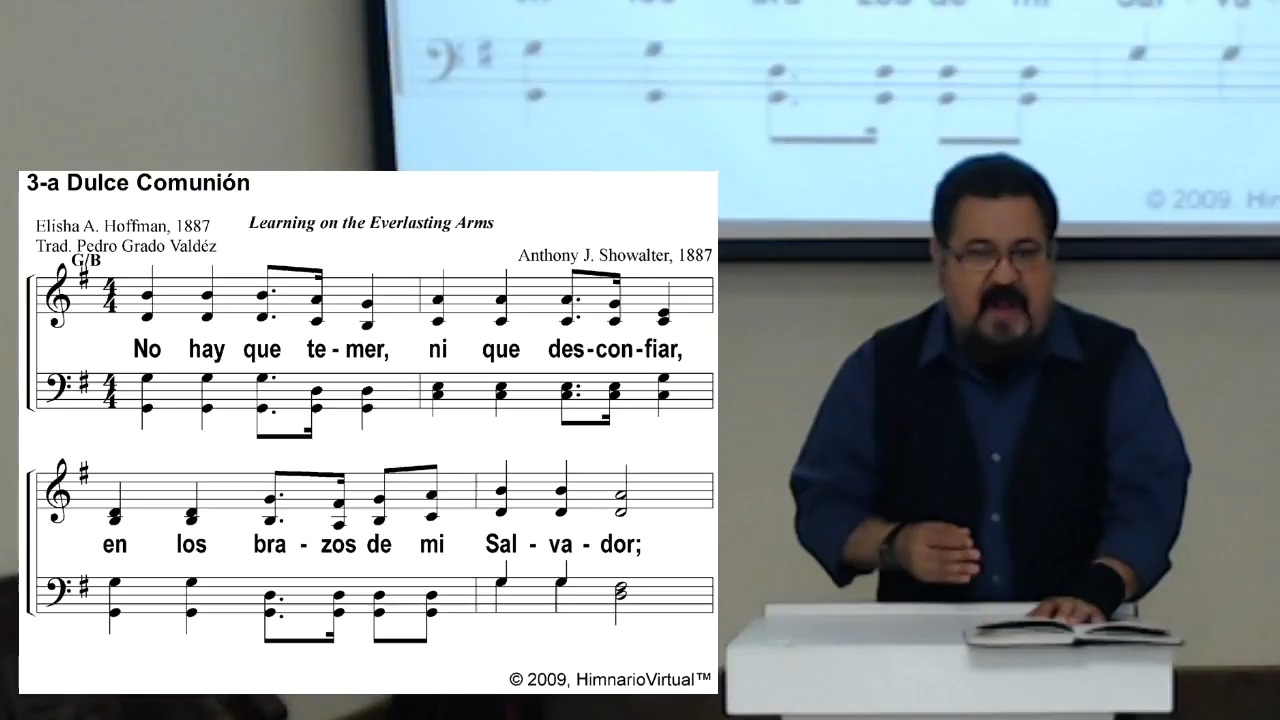 3-a Dulce Comunión
Elisha A. Hoffman, 1887
Learning on the Everlasting Arms
Trad. Pedro Grado Valdéz
Anthony J. Showalter, 1887
G/B
No hay que te - mer, ni que des-con-fiar,
en los bra - zos de mi Sal - va - dor;
© 2009, HimnarioVirtual™
© 2009, Hi